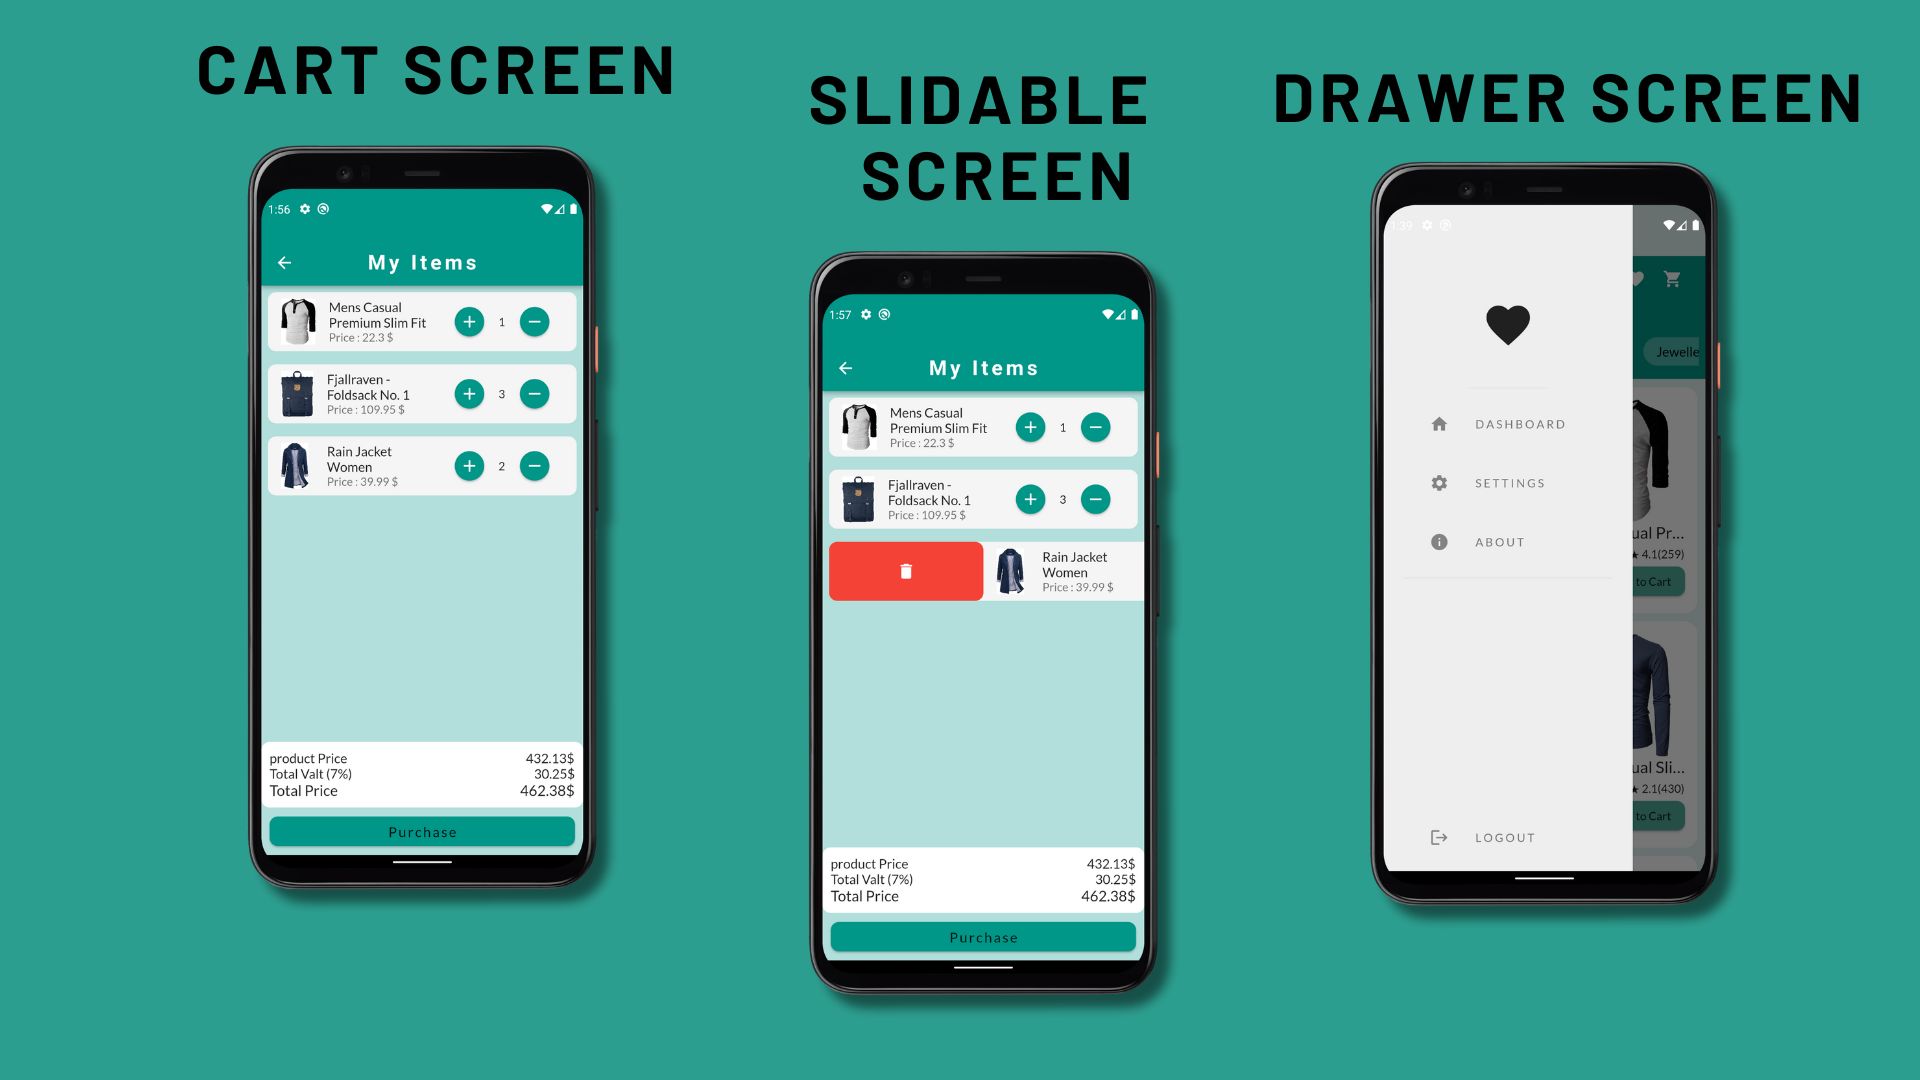 CART SCREEN
1:56
My Items
Mens Casual
Premium Slim Fit
Price : 22.3 $
1
Fjallraven -
Foldsack No. 1
Price : 109.95 $
3
Rain Jacket
Women
Price : 39.99 $
2
product Price 432.13$
Total Valt (7%) 30.25$
Total Price 462.38$
Purchase
SLIDABLE
SCREEN
1:57
My Items
Mens Casual
Premium Slim Fit
Price : 22.3 $
1
Fjallraven -
Foldsack No. 1
Price : 109.95 $
3
Rain Jacket
Women
Price : 39.99 $
product Price 432.13$
Total Valt (7%) 30.25$
Total Price 462.38$
Purchase
DRAWER SCREEN
1:39
Jewelle
DASHBOARD
SETTINGS
ABOUT
LOGOUT
ual Pr...
★ 4.1(259)
to Cart
ual Sli...
★ 2.1(430)
to Cart